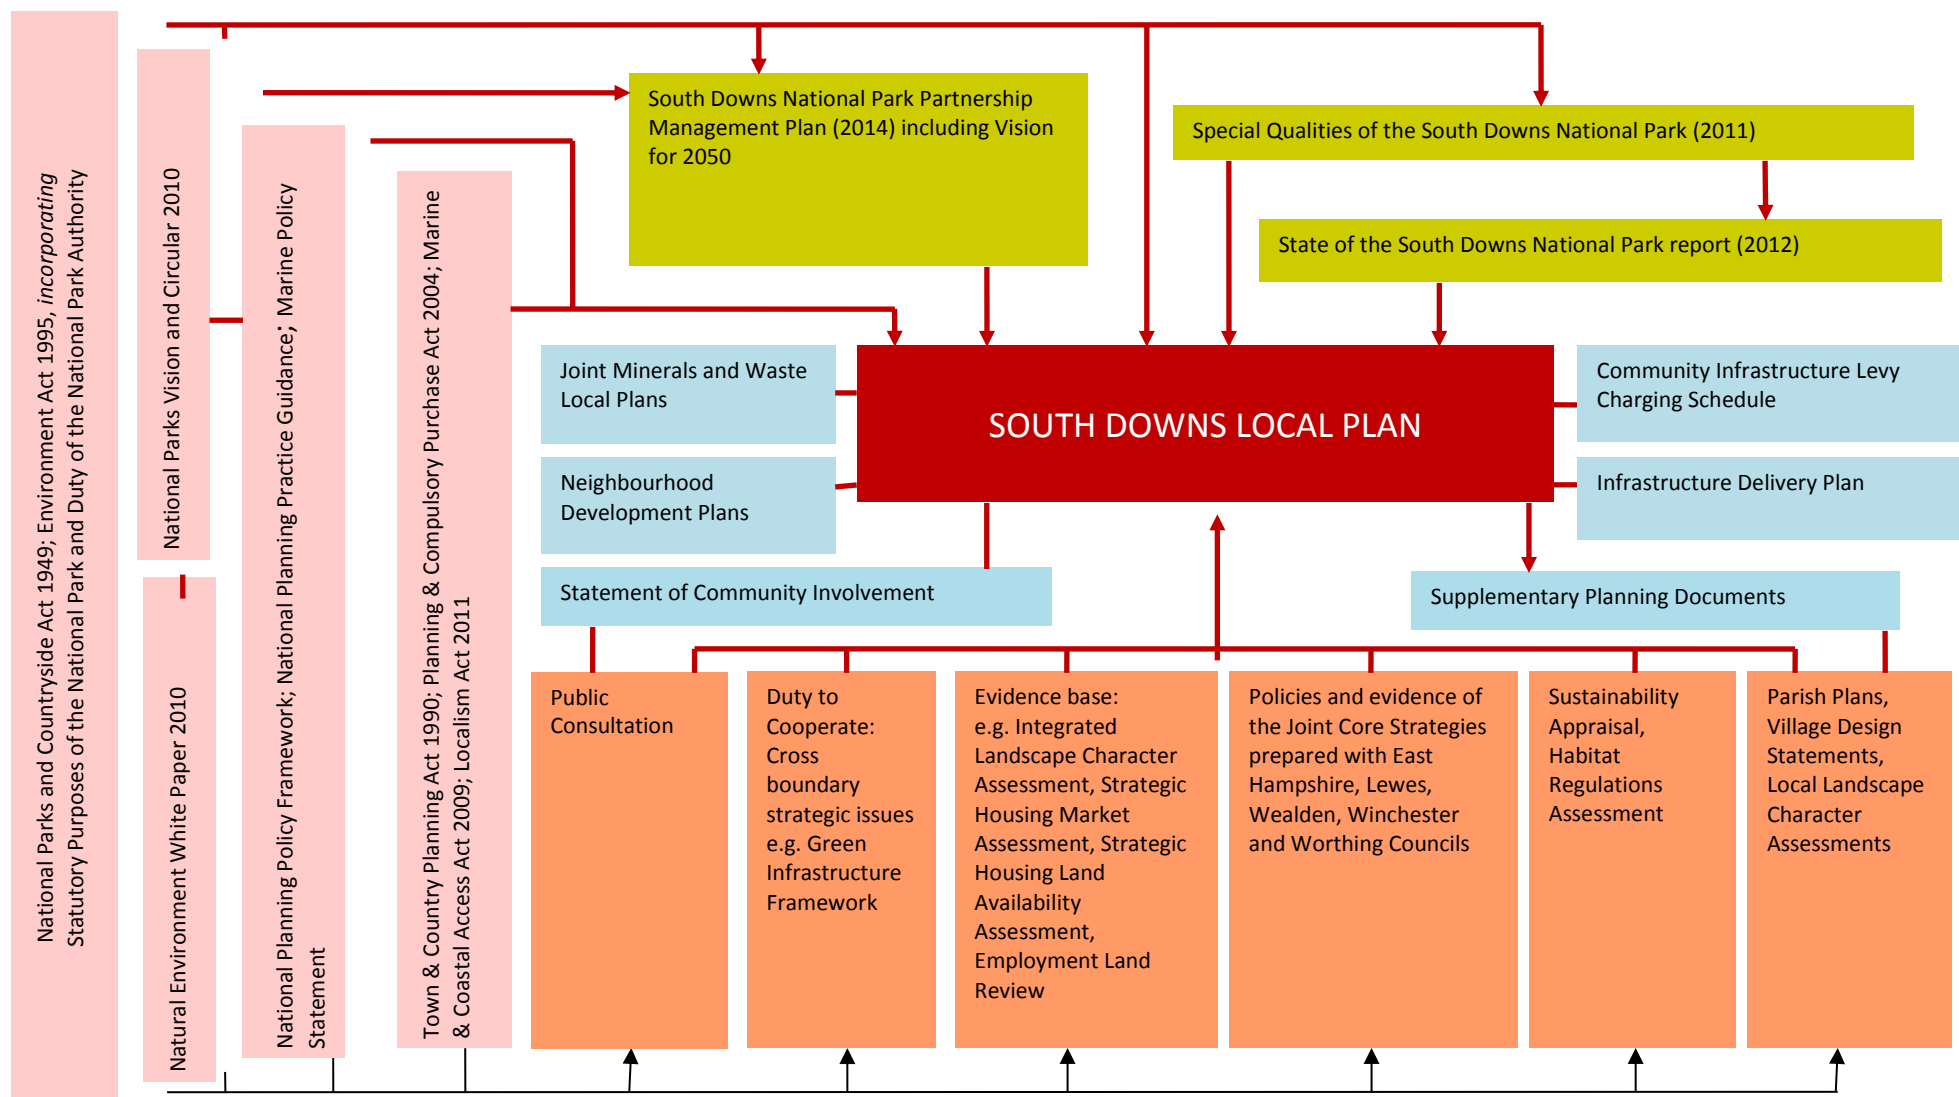 National Parks and Countryside Act 1949; Environment Act 1995, incorporating
Statutory Purposes of the National Park and Duty of the National Park Authority
National Parks Vision and Circular 2010
Natural Environment White Paper 2010
National Planning Policy Framework; National Planning Practice Guidance; Marine Policy
Statement
Town & Country Planning Act 1990; Planning & Compulsory Purchase Act 2004; Marine
& Coastal Access Act 2009; Localism Act 2011
South Downs National Park Partnership
Management Plan (2014) including Vision
for 2050
Special Qualities of the South Downs National Park (2011)
State of the South Downs National Park report (2012)
Joint Minerals and Waste
Local Plans
Neighbourhood
Development Plans
SOUTH DOWNS LOCAL PLAN
Community Infrastructure Levy
Charging Schedule
Infrastructure Delivery Plan
Statement of Community Involvement
Supplementary Planning Documents
Public
Consultation
Duty to
Cooperate:
Cross
boundary
strategic issues
e.g. Green
Infrastructure
Framework
Evidence base:
e.g. Integrated
Landscape Character
Assessment, Strategic
Housing Market
Assessment, Strategic
Housing Land
Availability
Assessment,
Employment Land
Review
Policies and evidence of
the Joint Core Strategies
prepared with East
Hampshire, Lewes,
Wealden, Winchester
and Worthing Councils
Sustainability
Appraisal,
Habitat
Regulations
Assessment
Parish Plans,
Village Design
Statements,
Local Landscape
Character
Assessments